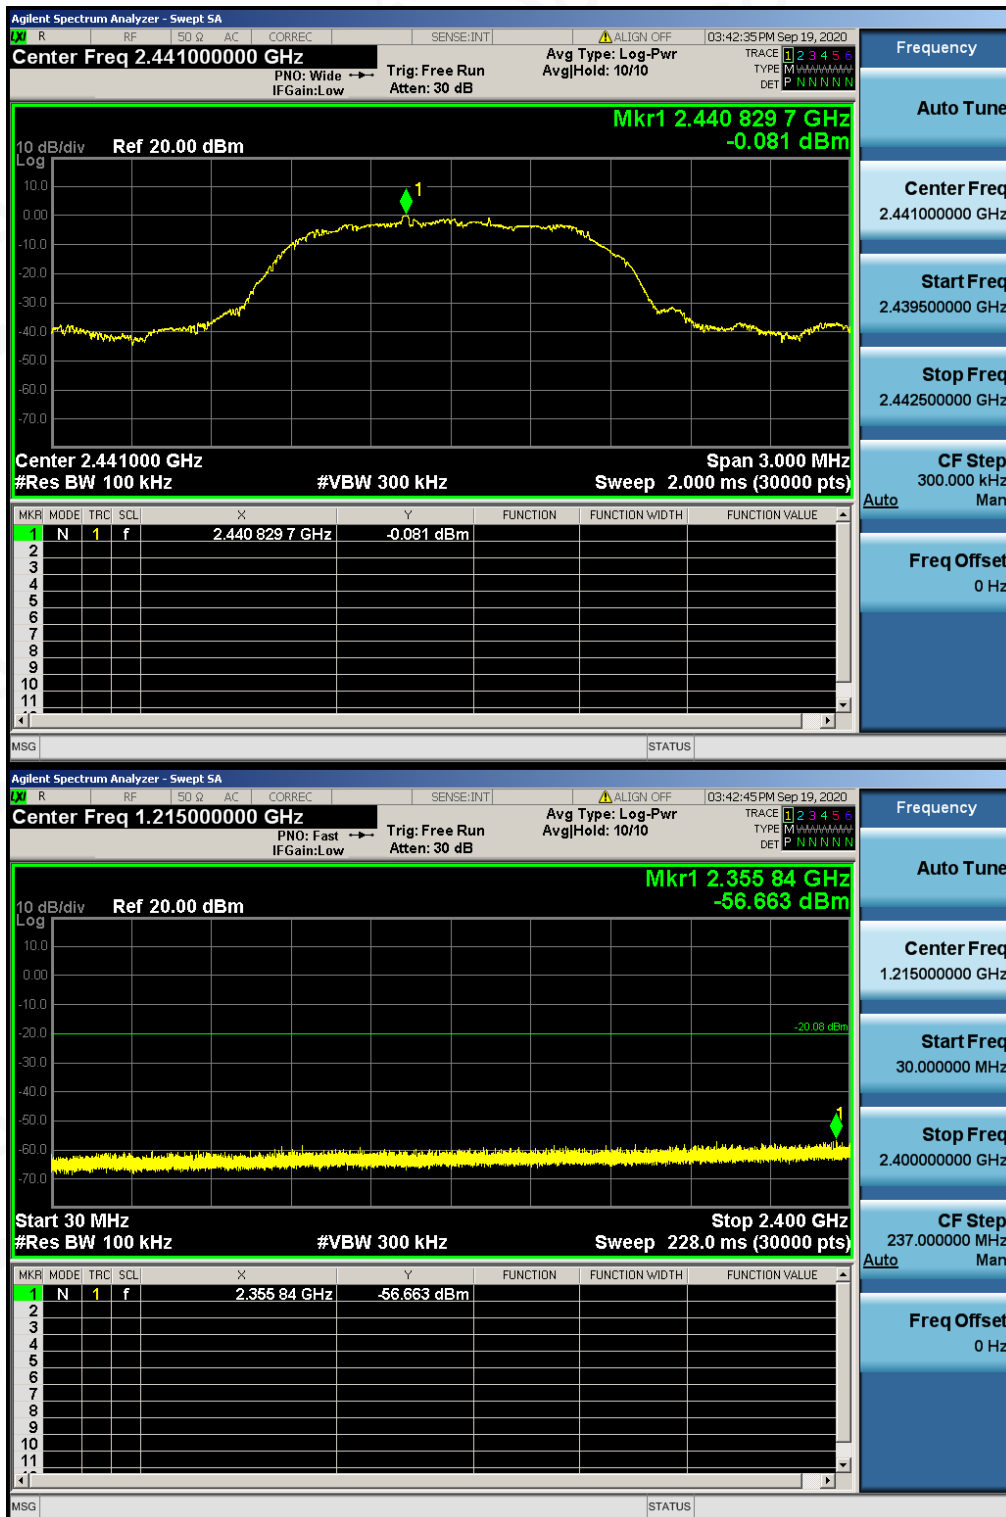 Agilent Spectrum Analyzer - Swept SA
LXI R RF 50 Ω AC CORREC SENSE:INT ALIGN OFF 03:42:35 PM Sep 19, 2020
Center Freq 2.441000000 GHz
PNO: Wide
IFGain:Low
Trig: Free Run
Atten: 30 dB
Avg Type: Log-Pwr
Avg|Hold: 10/10
TRACE 1 2 3 4 5 6
TYPE M WWWWW
DET P N N N N N
Mkr1 2.440 829 7 GHz
-0.081 dBm
10 dB/div Ref 20.00 dBm
Log
10.0
0.00
-10.0
-20.0
-30.0
-40.0
-50.0
-60.0
-70.0
1
Center 2.441000 GHz Span 3.000 MHz
#Res BW 100 kHz #VBW 300 kHz Sweep 2.000 ms (30000 pts)
MKR MODE TRC SCL X Y FUNCTION FUNCTION WIDTH FUNCTION VALUE
1 N 1 f 2.440 829 7 GHz -0.081 dBm
2
3
4
5
6
7
8
9
10
11
MSG STATUS
Frequency
Auto Tune
Center Freq
2.441000000 GHz
Start Freq
2.439500000 GHz
Stop Freq
2.442500000 GHz
CF Step
300.000 kHz
Auto Man
Freq Offset
0 Hz
Agilent Spectrum Analyzer - Swept SA
LXI R RF 50 Ω AC CORREC SENSE:INT ALIGN OFF 03:42:45 PM Sep 19, 2020
Center Freq 1.215000000 GHz
PNO: Fast
IFGain:Low
Trig: Free Run
Atten: 30 dB
Avg Type: Log-Pwr
Avg|Hold: 10/10
TRACE 1 2 3 4 5 6
TYPE M WWWWW
DET P N N N N N
Mkr1 2.355 84 GHz
-56.663 dBm
10 dB/div Ref 20.00 dBm
Log
10.0
0.00
-10.0
-20.0
-30.0
-40.0
-50.0
-60.0
-70.0
-20.08 dBm
1
Start 30 MHz Stop 2.400 GHz
#Res BW 100 kHz #VBW 300 kHz Sweep 228.0 ms (30000 pts)
MKR MODE TRC SCL X Y FUNCTION FUNCTION WIDTH FUNCTION VALUE
1 N 1 f 2.355 84 GHz -56.663 dBm
2
3
4
5
6
7
8
9
10
11
MSG STATUS
Frequency
Auto Tune
Center Freq
1.215000000 GHz
Start Freq
30.000000 MHz
Stop Freq
2.400000000 GHz
CF Step
237.000000 MHz
Auto Man
Freq Offset
0 Hz